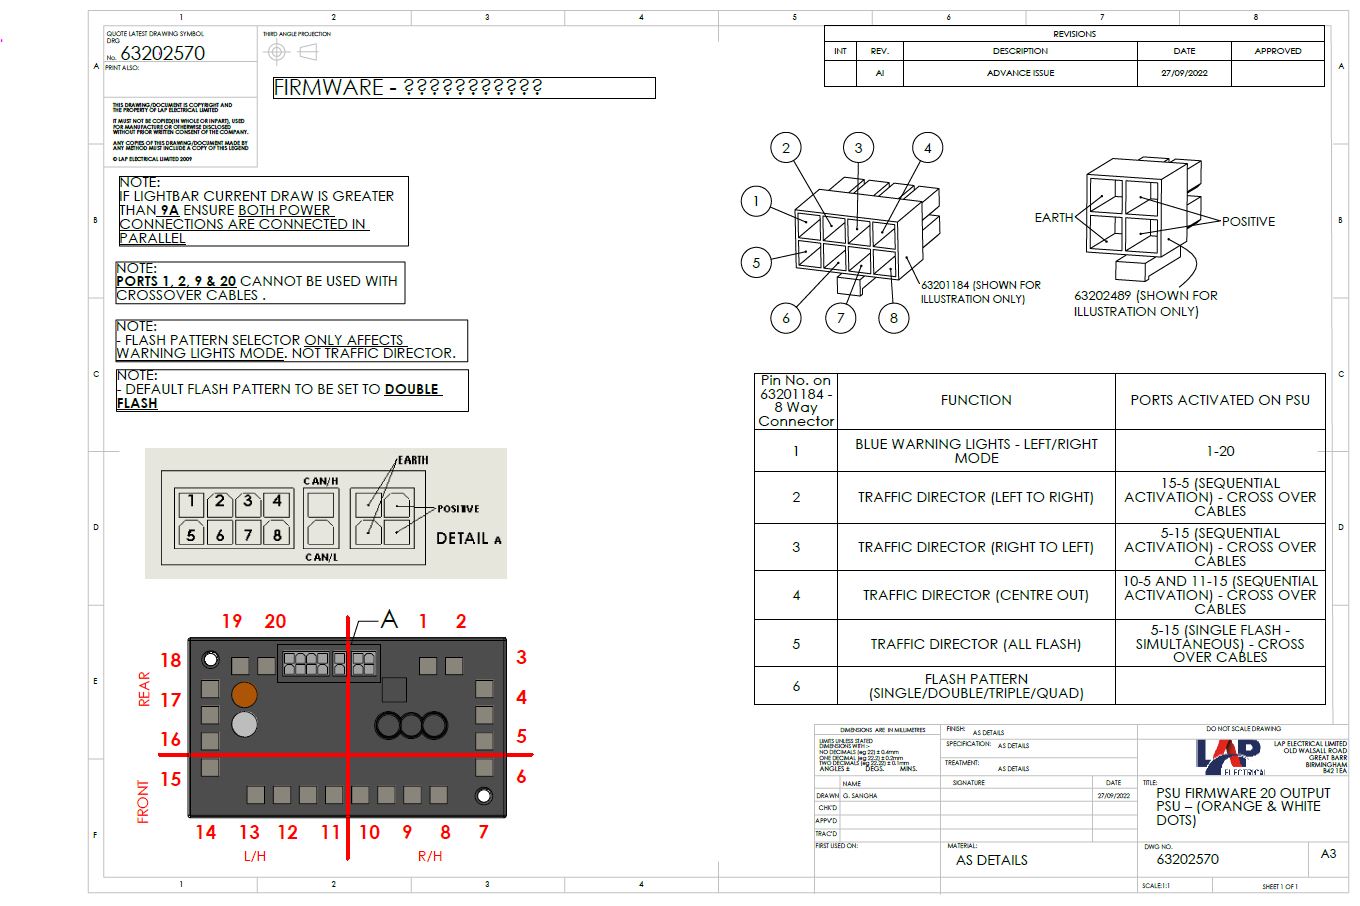 1 2 3 4 5 6 7 8
QUOTE LATEST DRAWING SYMBOL
DRG
No. 63202570
PRINT ALSO:
THIRD ANGLE PROJECTION
THIS DRAWING/DOCUMENT IS COPYRIGHT AND
THE PROPERTY OF LAP ELECTRICAL LIMITED
IT MUST NOT BE COPIED(IN WHOLE OR INPART), USED
FOR MANUFACTURE OR OTHERWISE DISCLOSED
WITHOUT PRIOR WRITTEN CONSENT OF THE COMPANY.
ANY COPIES OF THIS DRAWING/DOCUMENT MADE BY
ANY METHOD MUST INCLUDE A COPY OF THIS LEGEND
© LAP ELECTRICAL LIMITED 2009
FIRMWARE - ???????????
REVISIONS
INT REV. DESCRIPTION DATE APPROVED
AI ADVANCE ISSUE 27/09/2022
A A
B B
C C
D D
E E
F
NOTE:
IF LIGHTBAR CURRENT DRAW IS GREATER
THAN 9A ENSURE BOTH POWER
CONNECTIONS ARE CONNECTED IN
PARALLEL
NOTE:
PORTS 1, 2, 9 & 20 CANNOT BE USED WITH
CROSSOVER CABLES .
NOTE:
- FLASH PATTERN SELECTOR ONLY AFFECTS
WARNING LIGHTS MODE. NOT TRAFFIC DIRECTOR.
NOTE:
- DEFAULT FLASH PATTERN TO BE SET TO DOUBLE
FLASH
2 3 4
1
5
6 7 8
63201184 (SHOWN FOR
ILLUSTRATION ONLY)
EARTH
POSITIVE
63202489 (SHOWN FOR
ILLUSTRATION ONLY)
Pin No. on
63201184 -
8 Way
Connector
FUNCTION
PORTS ACTIVATED ON PSU
1
BLUE WARNING LIGHTS - LEFT/RIGHT
MODE
1-20
2
TRAFFIC DIRECTOR (LEFT TO RIGHT)
15-5 (SEQUENTIAL
ACTIVATION) - CROSS OVER
CABLES
3
TRAFFIC DIRECTOR (RIGHT TO LEFT)
5-15 (SEQUENTIAL
ACTIVATION) - CROSS OVER
CABLES
4
TRAFFIC DIRECTOR (CENTRE OUT)
10-5 AND 11-15 (SEQUENTIAL
ACTIVATION) - CROSS OVER
CABLES
5
TRAFFIC DIRECTOR (ALL FLASH)
5-15 (SINGLE FLASH -
SIMULTANEOUS) - CROSS
OVER CABLES
6
FLASH PATTERN
(SINGLE/DOUBLE/TRIPLE/QUAD)
EARTH
CAN/H
1 2 3 4
POSITIVE
5 6 7 8
CAN/L
DETAIL A
19 20 A 1 2
18 3
REAR
17 4
16 5
15 6
FRONT
14 13 12 11 10 9 8 7
L/H R/H
DIMENSIONS ARE IN MILLIMETRES
LIMITS UNLESS STATED
DIMENSIONS WITH :-
NO DECIMALS (eg 22) ± 0.4mm
ONE DECIMAL (eg 22.2) ± 0.2mm
TWO DECIMALS (eg 22.22) ± 0.1mm
ANGLES ± DEGS. MINS.
FINISH: AS DETAILS
SPECIFICATION: AS DETAILS
TREATMENT:
AS DETAILS
DO NOT SCALE DRAWING
LAP
ELECTRICAL
LAP ELECTRICAL LIMITED
OLD WALSALL ROAD
GREAT BARR
BIRMINGHAM
B42 1EA
NAME SIGNATURE DATE
DRAWN G. SANGHA 27/09/2022
CHK'D
APPV'D
TRAC'D
FIRST USED ON:
MATERIAL:
AS DETAILS
TITLE:
PSU FIRMWARE 20 OUTPUT
PSU – (ORANGE & WHITE
DOTS)
DWG NO.
63202570
A3
SCALE:1:1
SHEET 1 OF 1
1 2 3 4